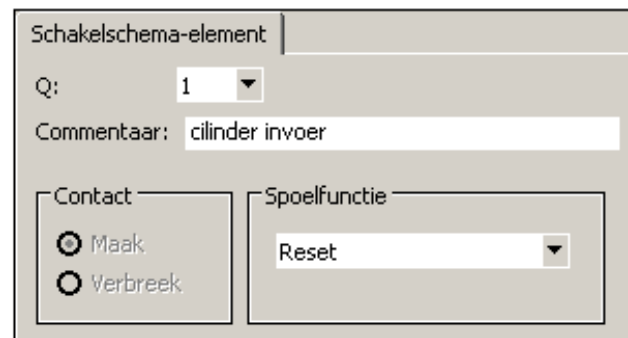 Schakelschema-element
Q: 1
Commentaar: cilinder invoer
Contact
Maak
Verbreek
Spoelfunctie
Reset